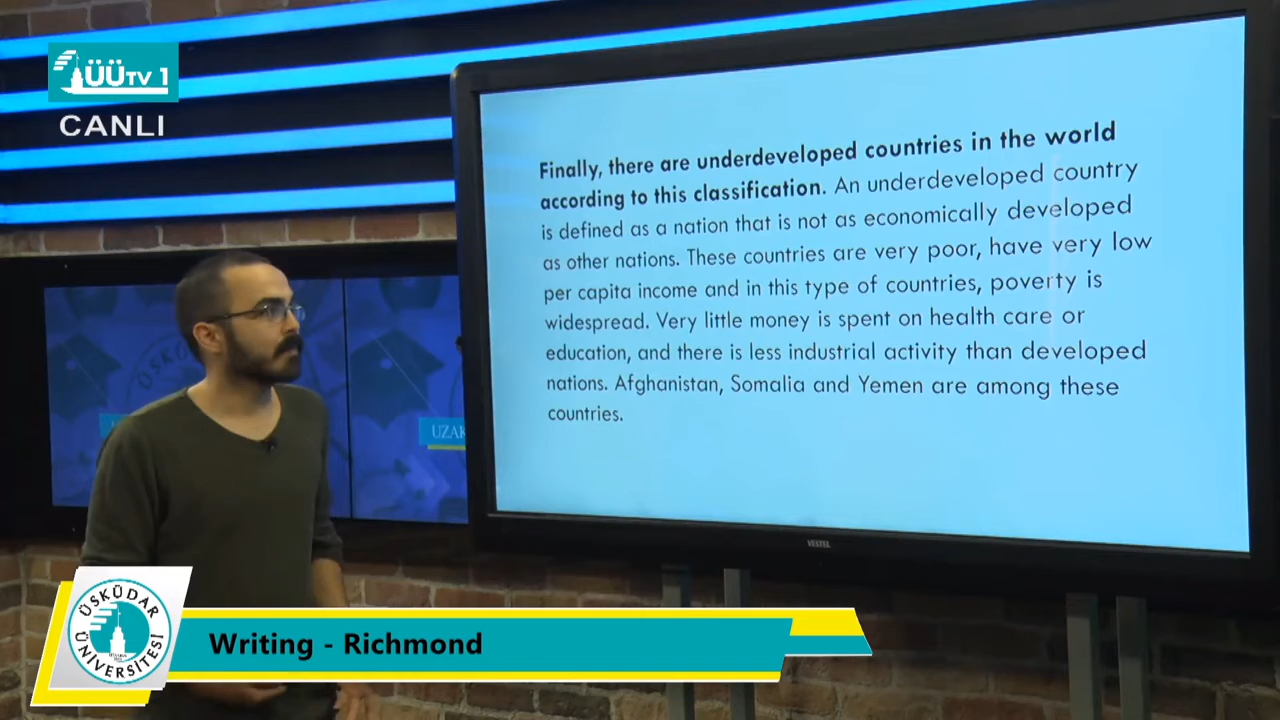 ÜÜTV 1
CANLI
Finally, there are underdeveloped countries in the world
according to this classification. An underdeveloped country
is defined as a nation that is not as economically developed
as other nations. These countries are very poor, have very low
per capita income and in this type of countries, poverty is
widespread. Very little money is spent on health care or
education, and there is less industrial activity than developed
nations. Afghanistan, Somalia and Yemen are among these
countries.
ÜSKÜD
UZAK
VESTEL
ÜSKÜDAR
ÜNİVERSİTESİ
Writing - Richmond